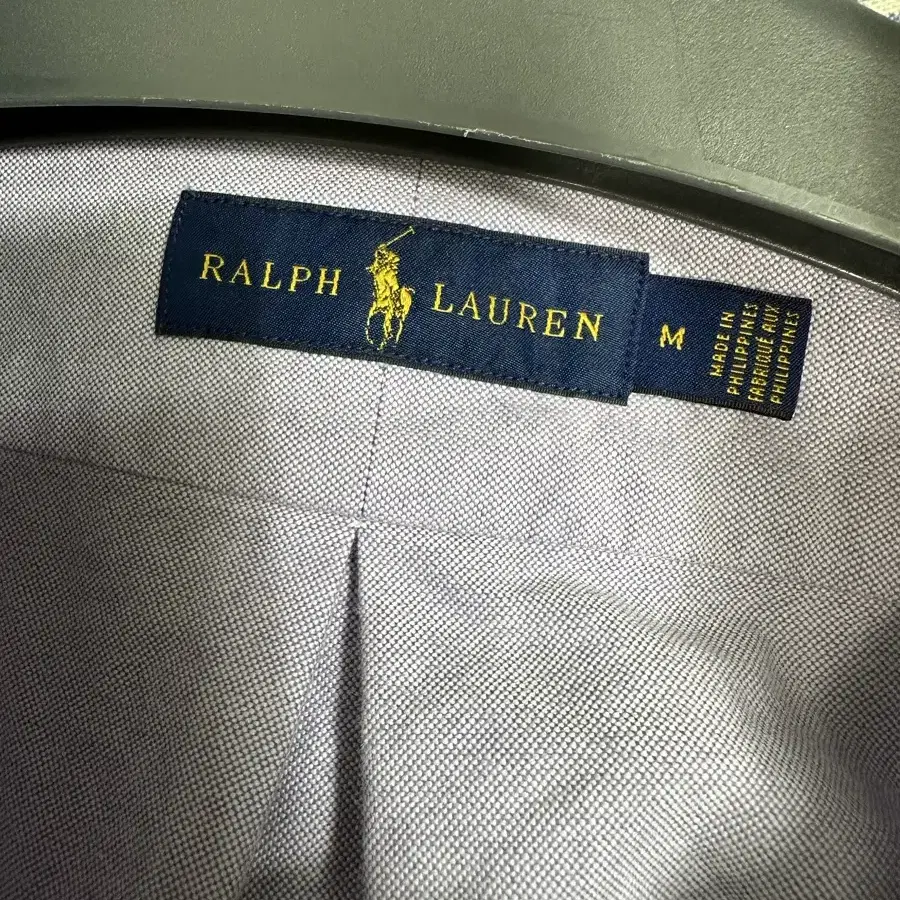 RALPH LAUREN
M
MADE IN
PHILIPPINES
FABRIQUÉ AUX
PHILIPPINES